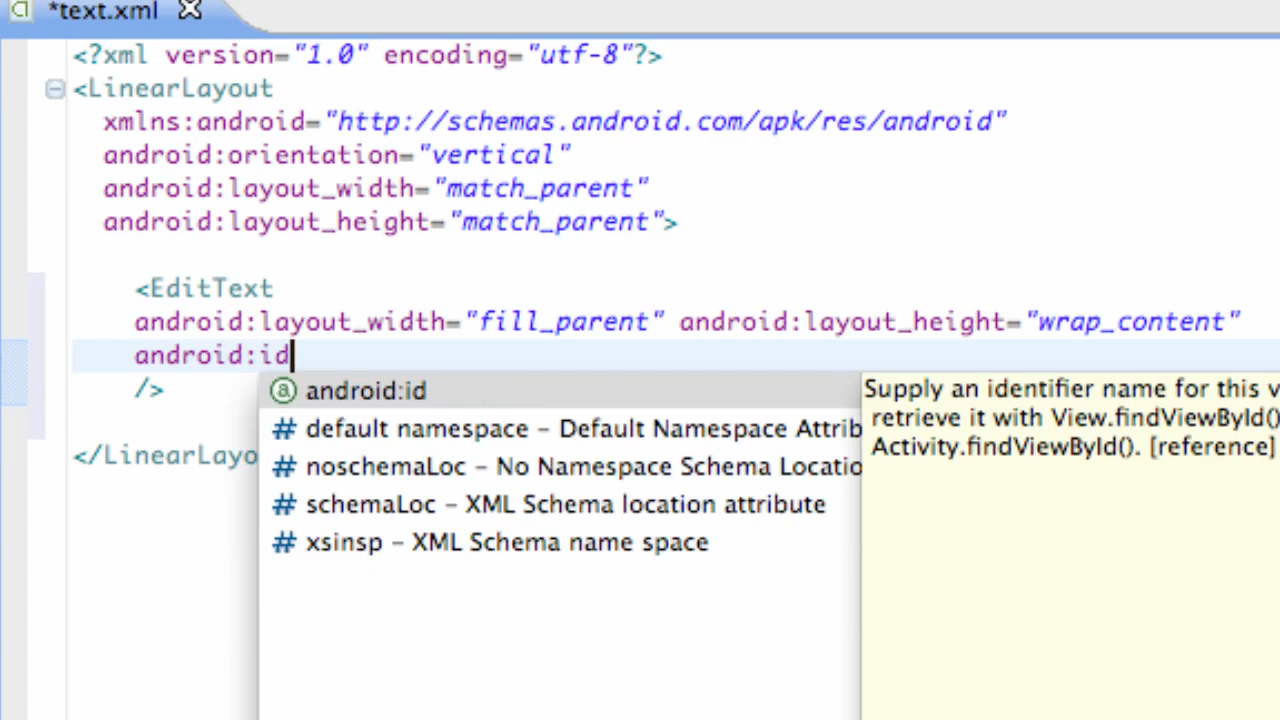 *text.xml
<?xml version="1.0" encoding="utf-8"?>
<LinearLayout
xmlns:android="http://schemas.android.com/apk/res/android"
android:orientation="vertical"
android:layout_width="match_parent"
android:layout_height="match_parent">
<EditText
android:layout_width="fill_parent" android:layout_height="wrap_content"
android:id
/>
</LinearLayo
android:id
default namespace – Default Namespace Attrib
noschemaLoc – No Namespace Schema Locatio
schemaLoc – XML Schema location attribute
xsinsp – XML Schema name space
Supply an identifier name for this v
retrieve it with View.findViewById()
Activity.findViewById(). [reference]